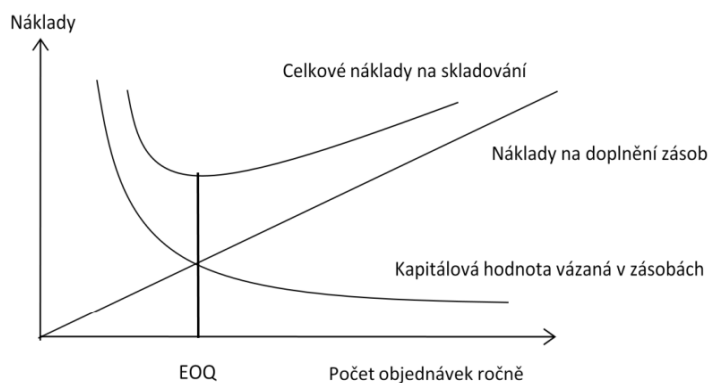 Náklady
Celkové náklady na skladování
Náklady na doplnění zásob
Kapitálová hodnota vázaná v zásobách
EOQ
Počet objednávek ročně